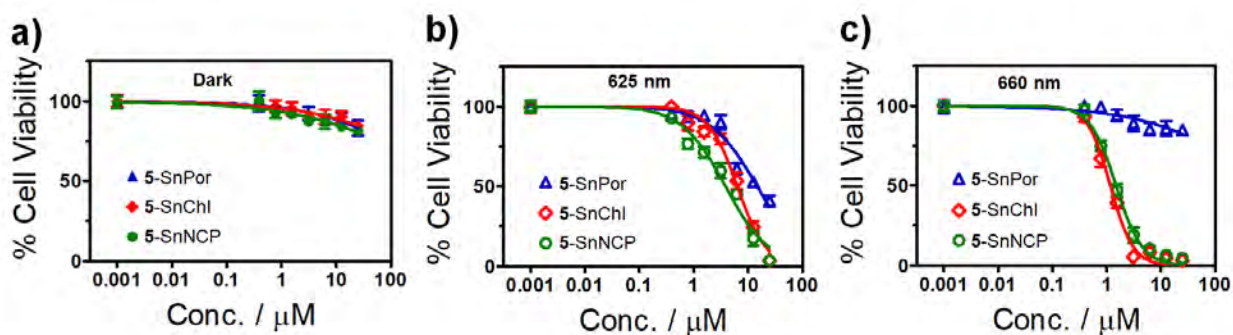 a)
Dark
% Cell Viability
100
50
0
5-SnPor
5-SnChl
5-SnNCP
0.001 0.01 0.1 1 10 100
Conc. / μM
b)
625 nm
% Cell Viability
100
50
0
5-SnPor
5-SnChl
5-SnNCP
0.001 0.01 0.1 1 10 100
Conc. / μM
c)
660 nm
% Cell Viability
100
50
0
5-SnPor
5-SnChl
5-SnNCP
0.001 0.01 0.1 1 10 100
Conc. / μM